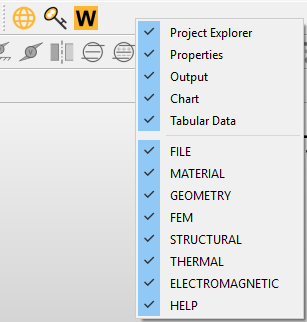 W
Project Explorer
Properties
Output
Chart
Tabular Data
FILE
MATERIAL
GEOMETRY
FEM
STRUCTURAL
THERMAL
ELECTROMAGNETIC
HELP